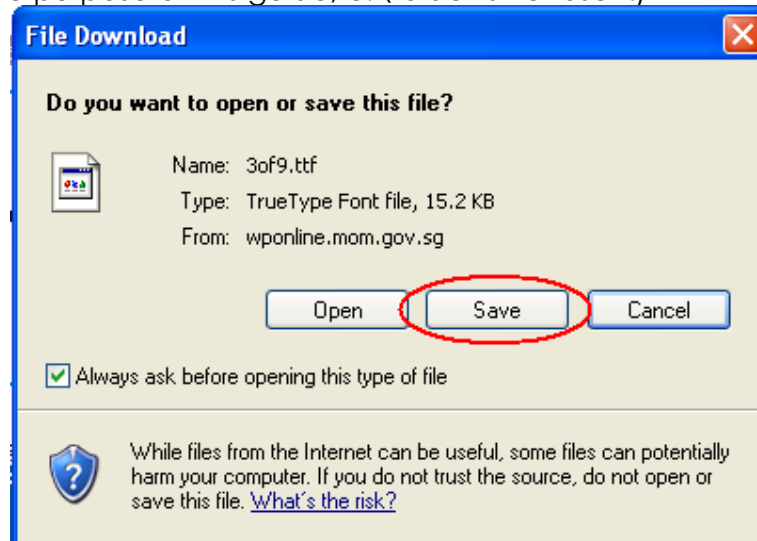 File Download
Do you want to open or save this file?
Name: 3of9.ttf
Type: TrueType Font file, 15.2 KB
From: wponline.mom.gov.sg
Open Save Cancel
Always ask before opening this type of file
While files from the Internet can be useful, some files can potentially
harm your computer. If you do not trust the source, do not open or
save this file. What's the risk?